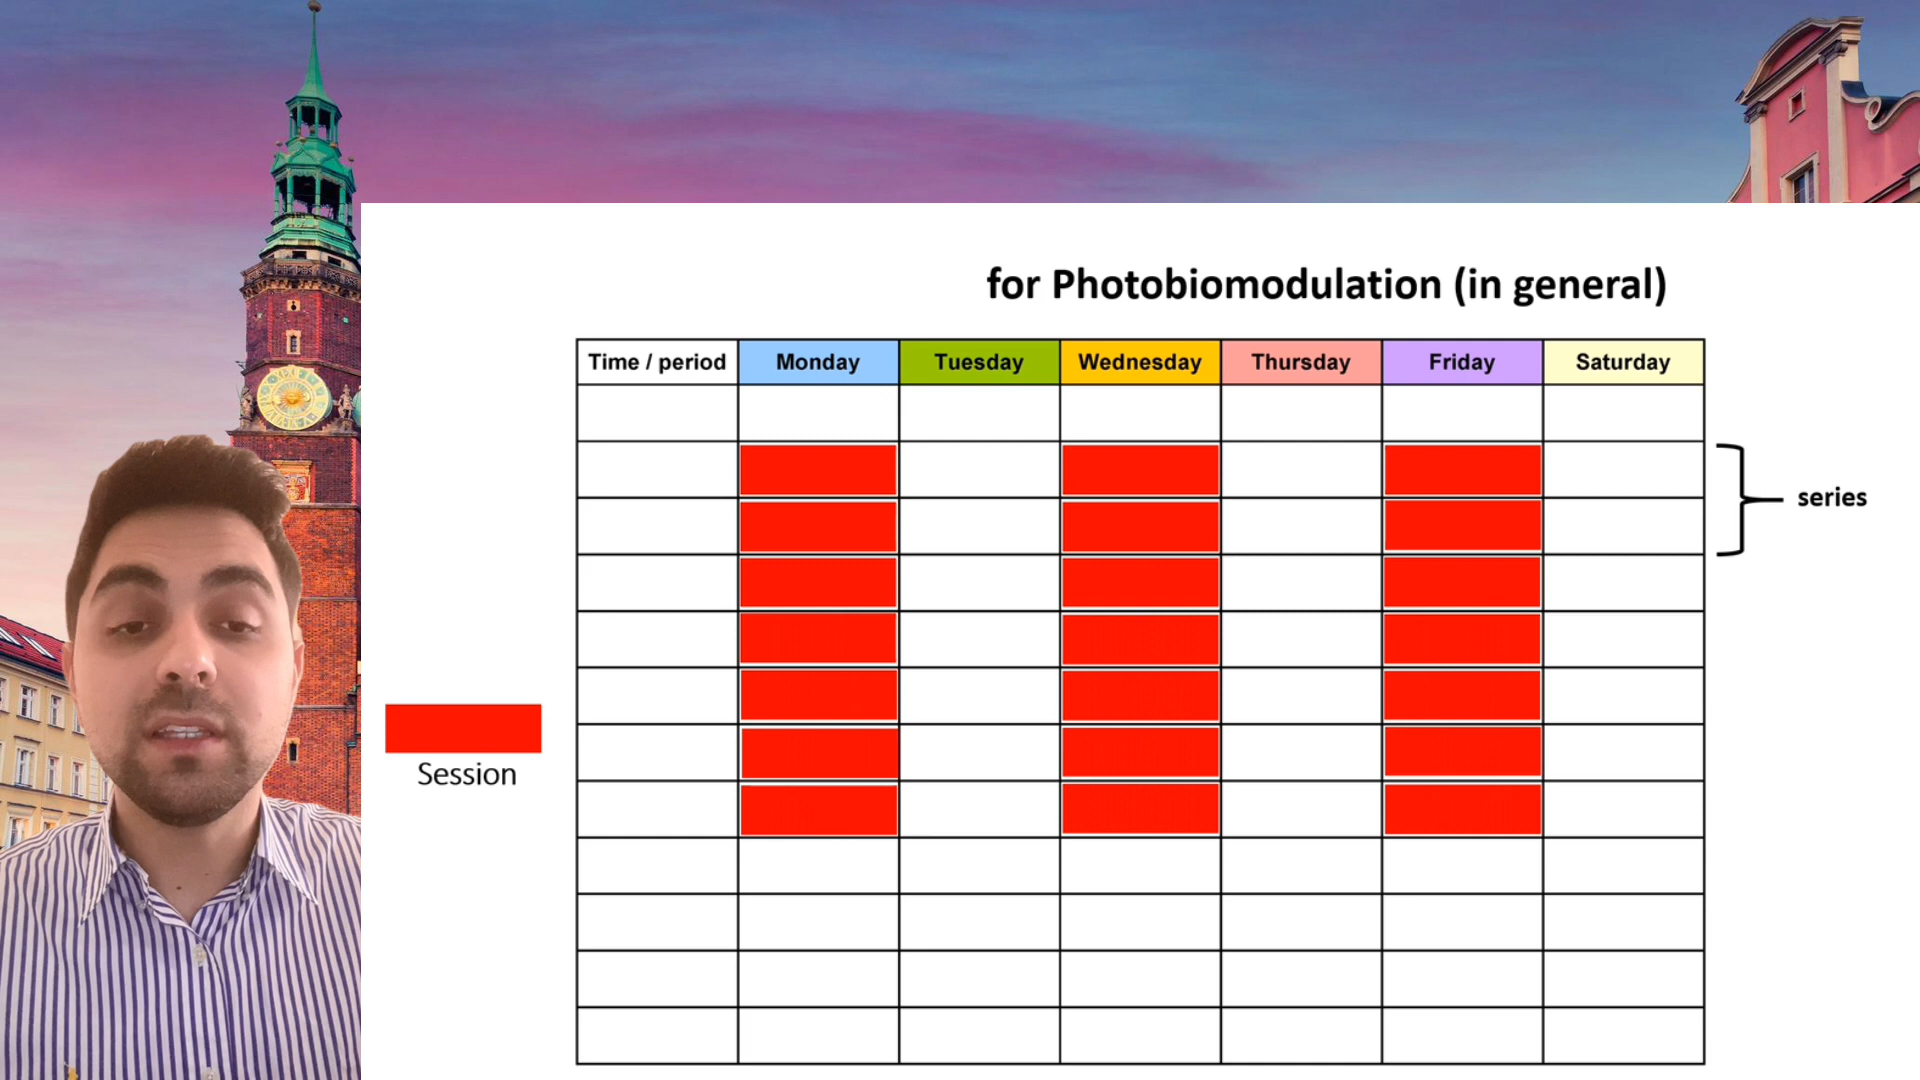 for Photobiomodulation (in general)
Time / period Monday Tuesday Wednesday Thursday Friday Saturday
series
Session